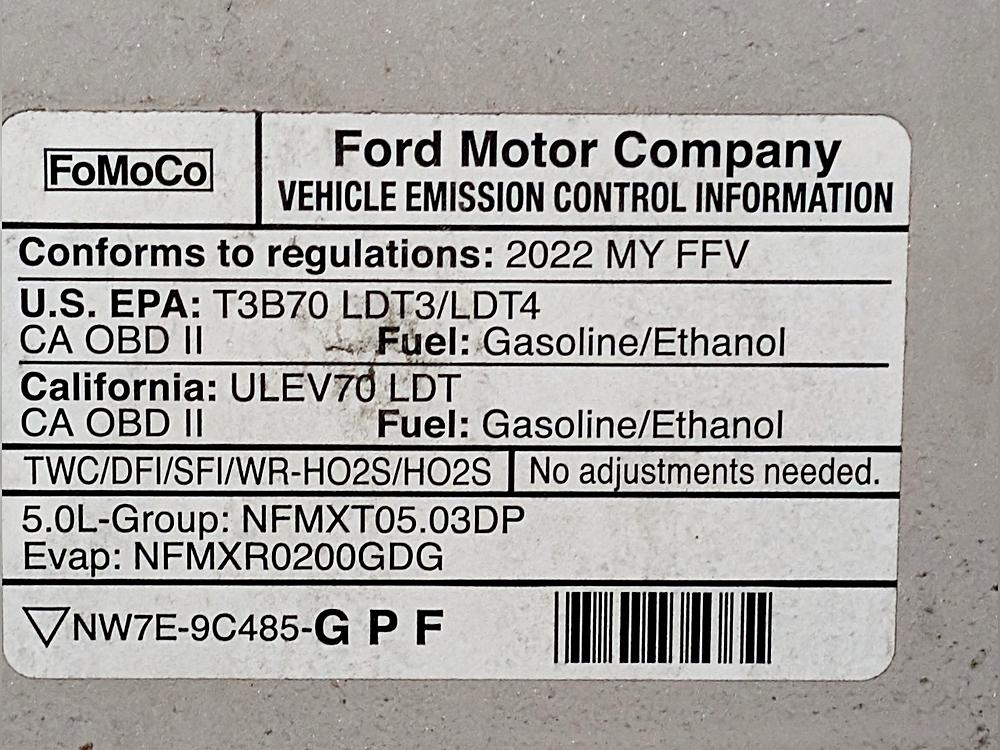 FoMoCo
Ford Motor Company
VEHICLE EMISSION CONTROL INFORMATION
Conforms to regulations: 2022 MY FFV
U.S. EPA: T3B70 LDT3/LDT4
CA OBD II Fuel: Gasoline/Ethanol
California: ULEV70 LDT
CA OBD II Fuel: Gasoline/Ethanol
TWC/DFI/SFI/WR-HO2S/HO2S No adjustments needed.
5.0L-Group: NFMXT05.03DP
Evap: NFMXR0200GDG
NW7E-9C485-G P F